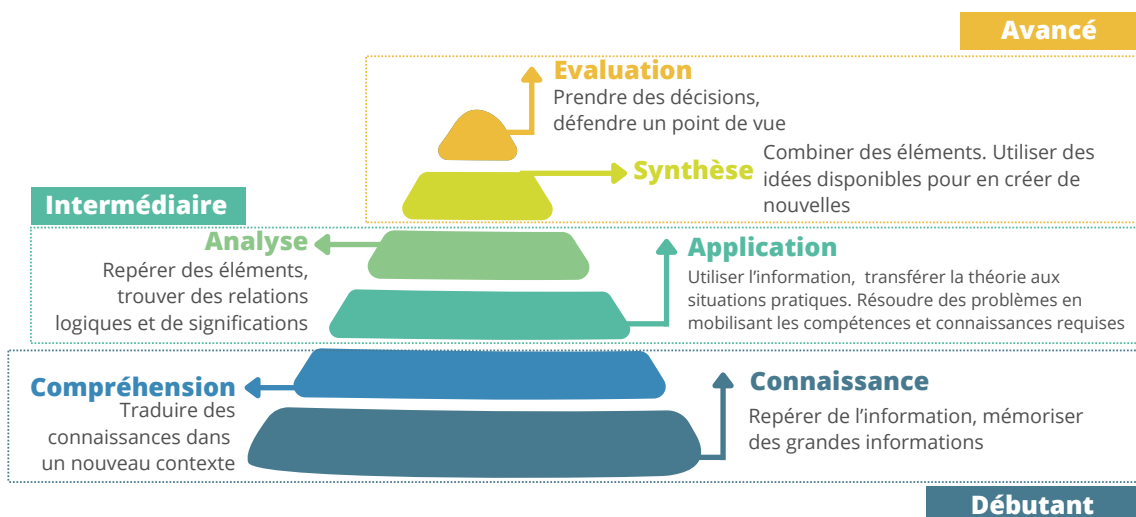 Avancé
Evaluation
Prendre des décisions,
défendre un point de vue
Synthèse
Combiner des éléments. Utiliser des
idées disponibles pour en créer de
nouvelles
Intermédiaire
Analyse
Repérer des éléments,
trouver des relations
logiques et de significations
Application
Utiliser l'information, transférer la théorie aux
situations pratiques. Résoudre des problèmes en
mobilisant les compétences et connaissances requises
Compréhension
Traduire des
connaissances dans
un nouveau contexte
Connaissance
Repérer de l'information, mémoriser
des grandes informations
Débutant